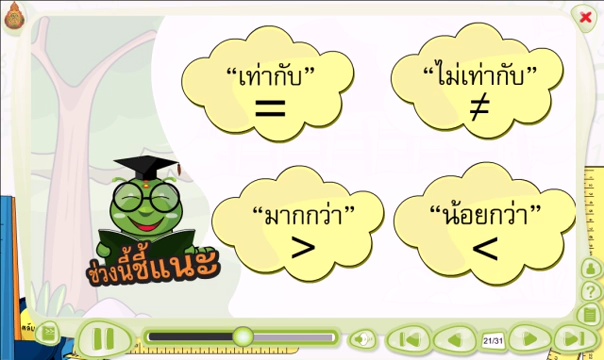 “เท่ากับ”
=
“ไม่เท่ากับ”
≠
“มากกว่า”
>
“น้อยกว่า”
<
ช่วงนี้ชี้แนะ
21/31
?